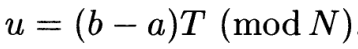 u = (b − a)T (mod N).